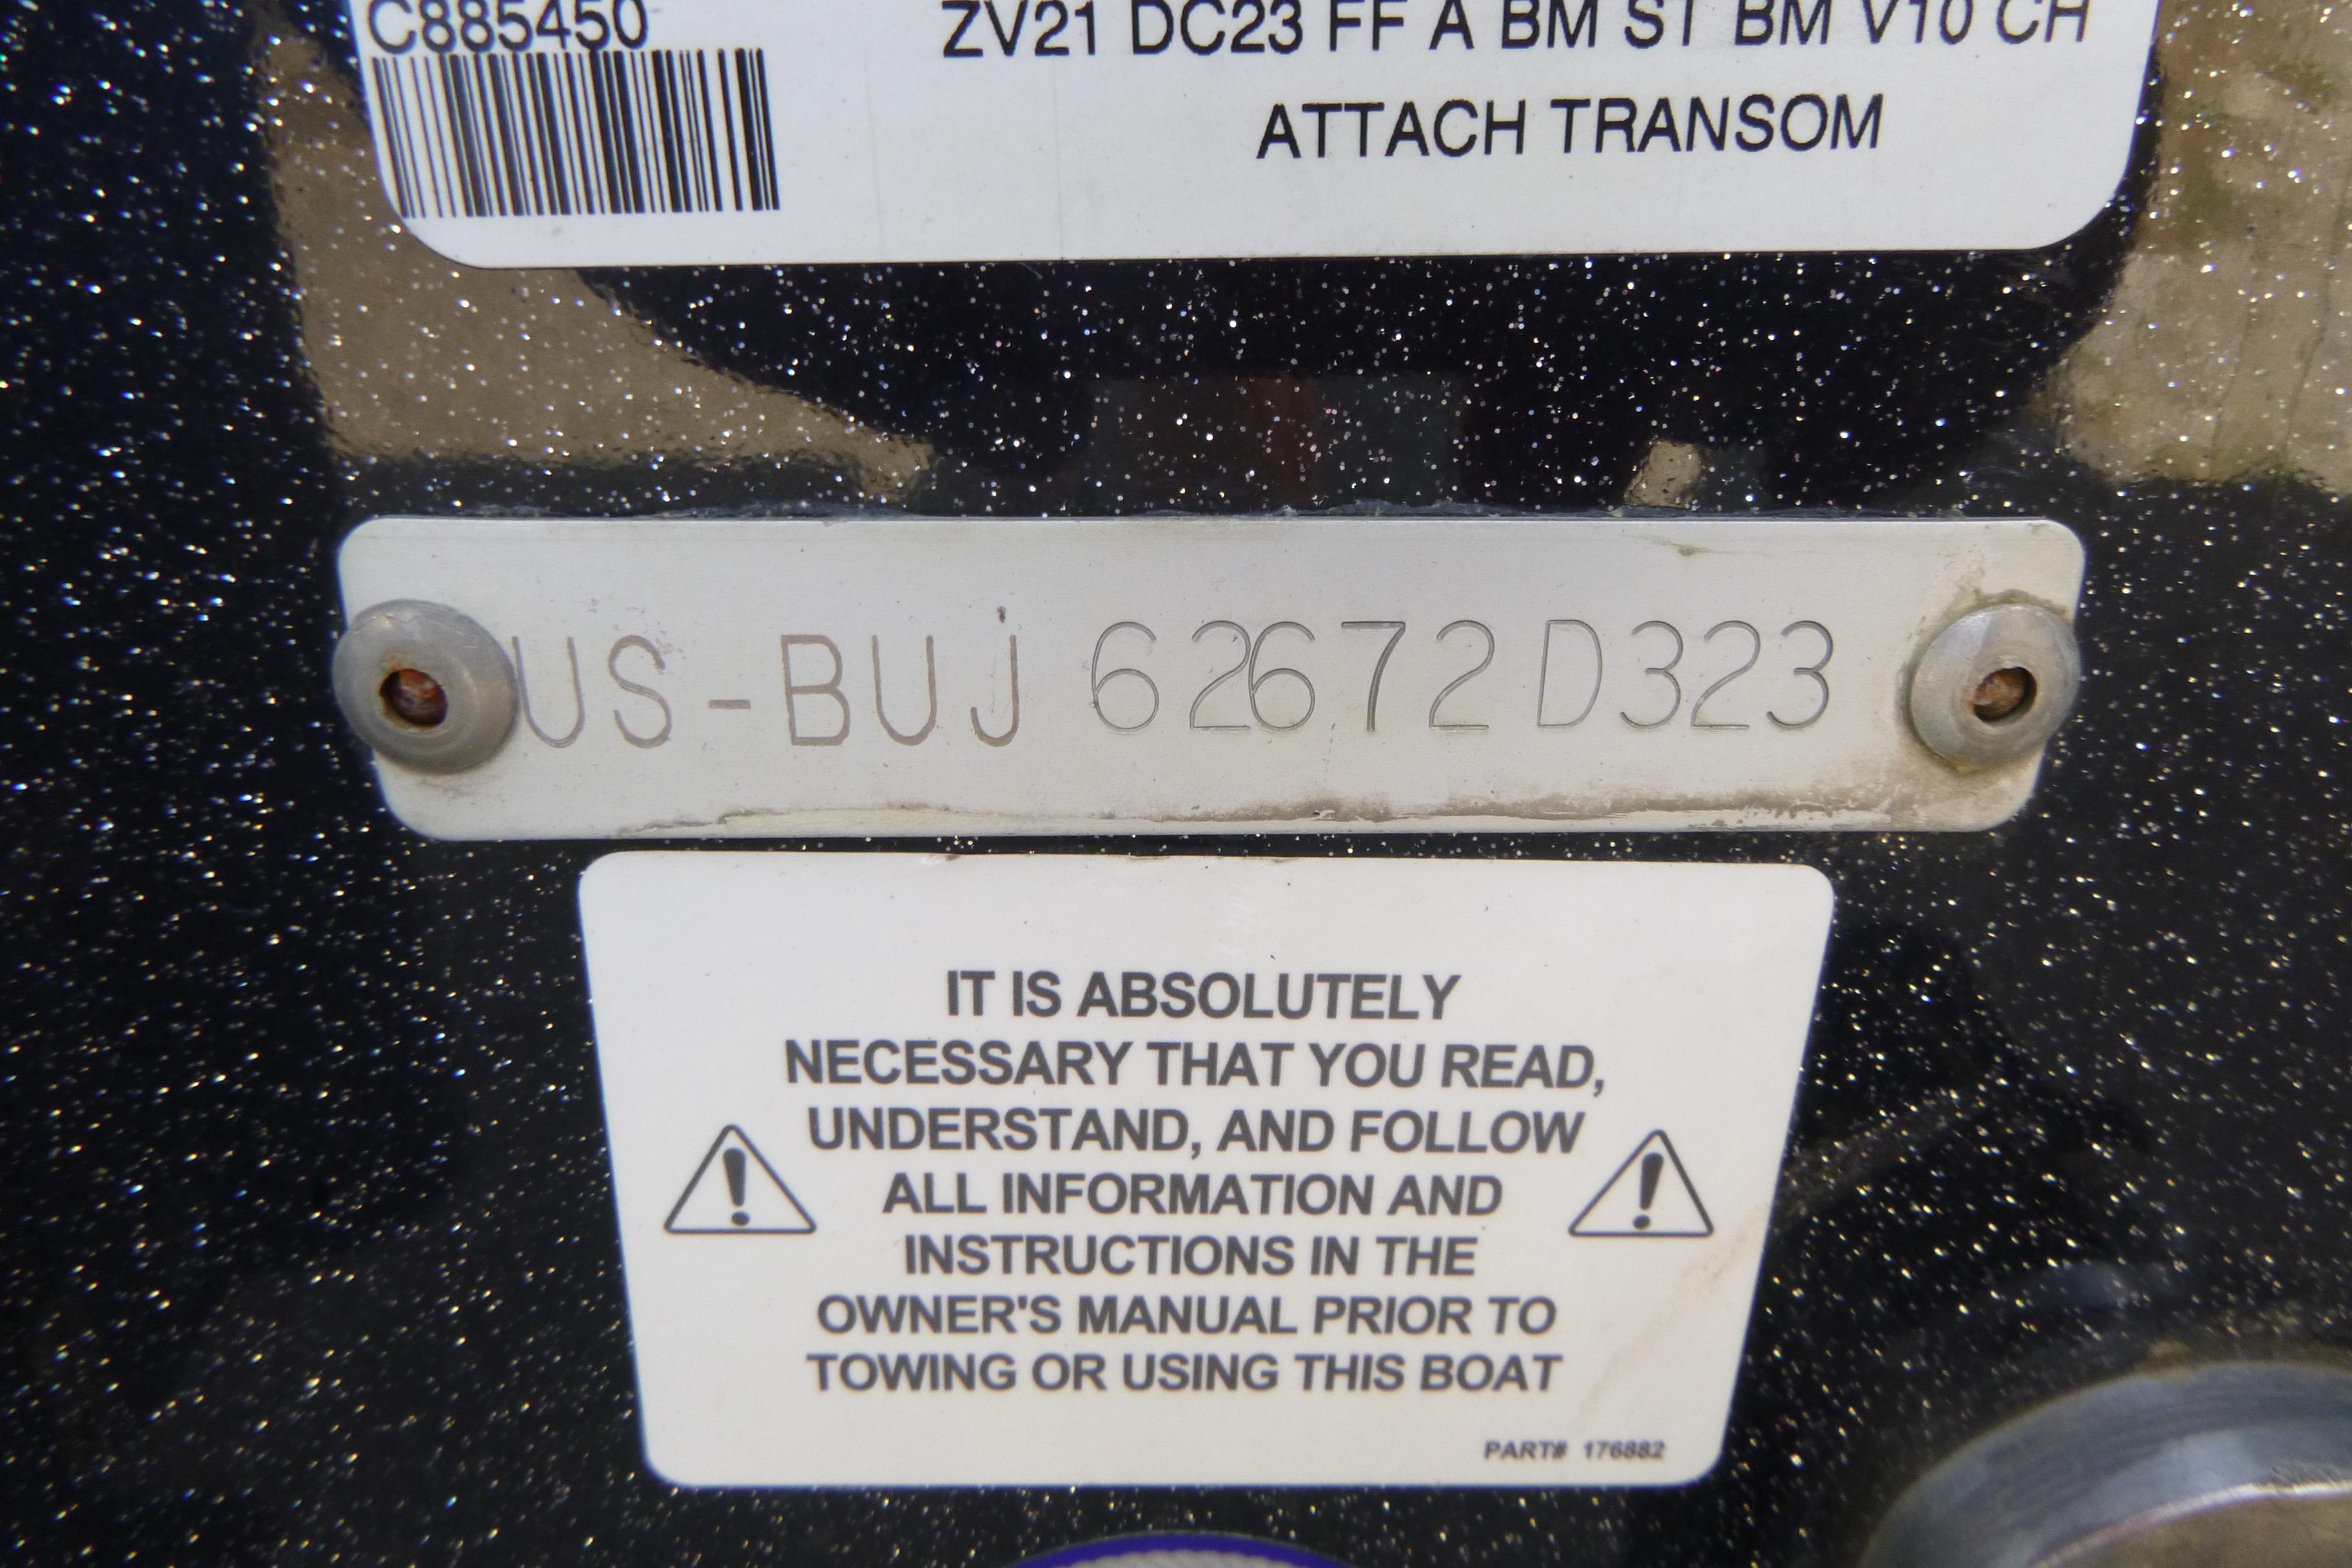 C885450
ZV21 DC23 FF A BM ST BM V10 CH
ATTACH TRANSOM
US-BUJ62672D323
IT IS ABSOLUTELY
NECESSARY THAT YOU READ,
UNDERSTAND, AND FOLLOW
ALL INFORMATION AND
INSTRUCTIONS IN THE
OWNER'S MANUAL PRIOR TO
TOWING OR USING THIS BOAT
PART# 176882